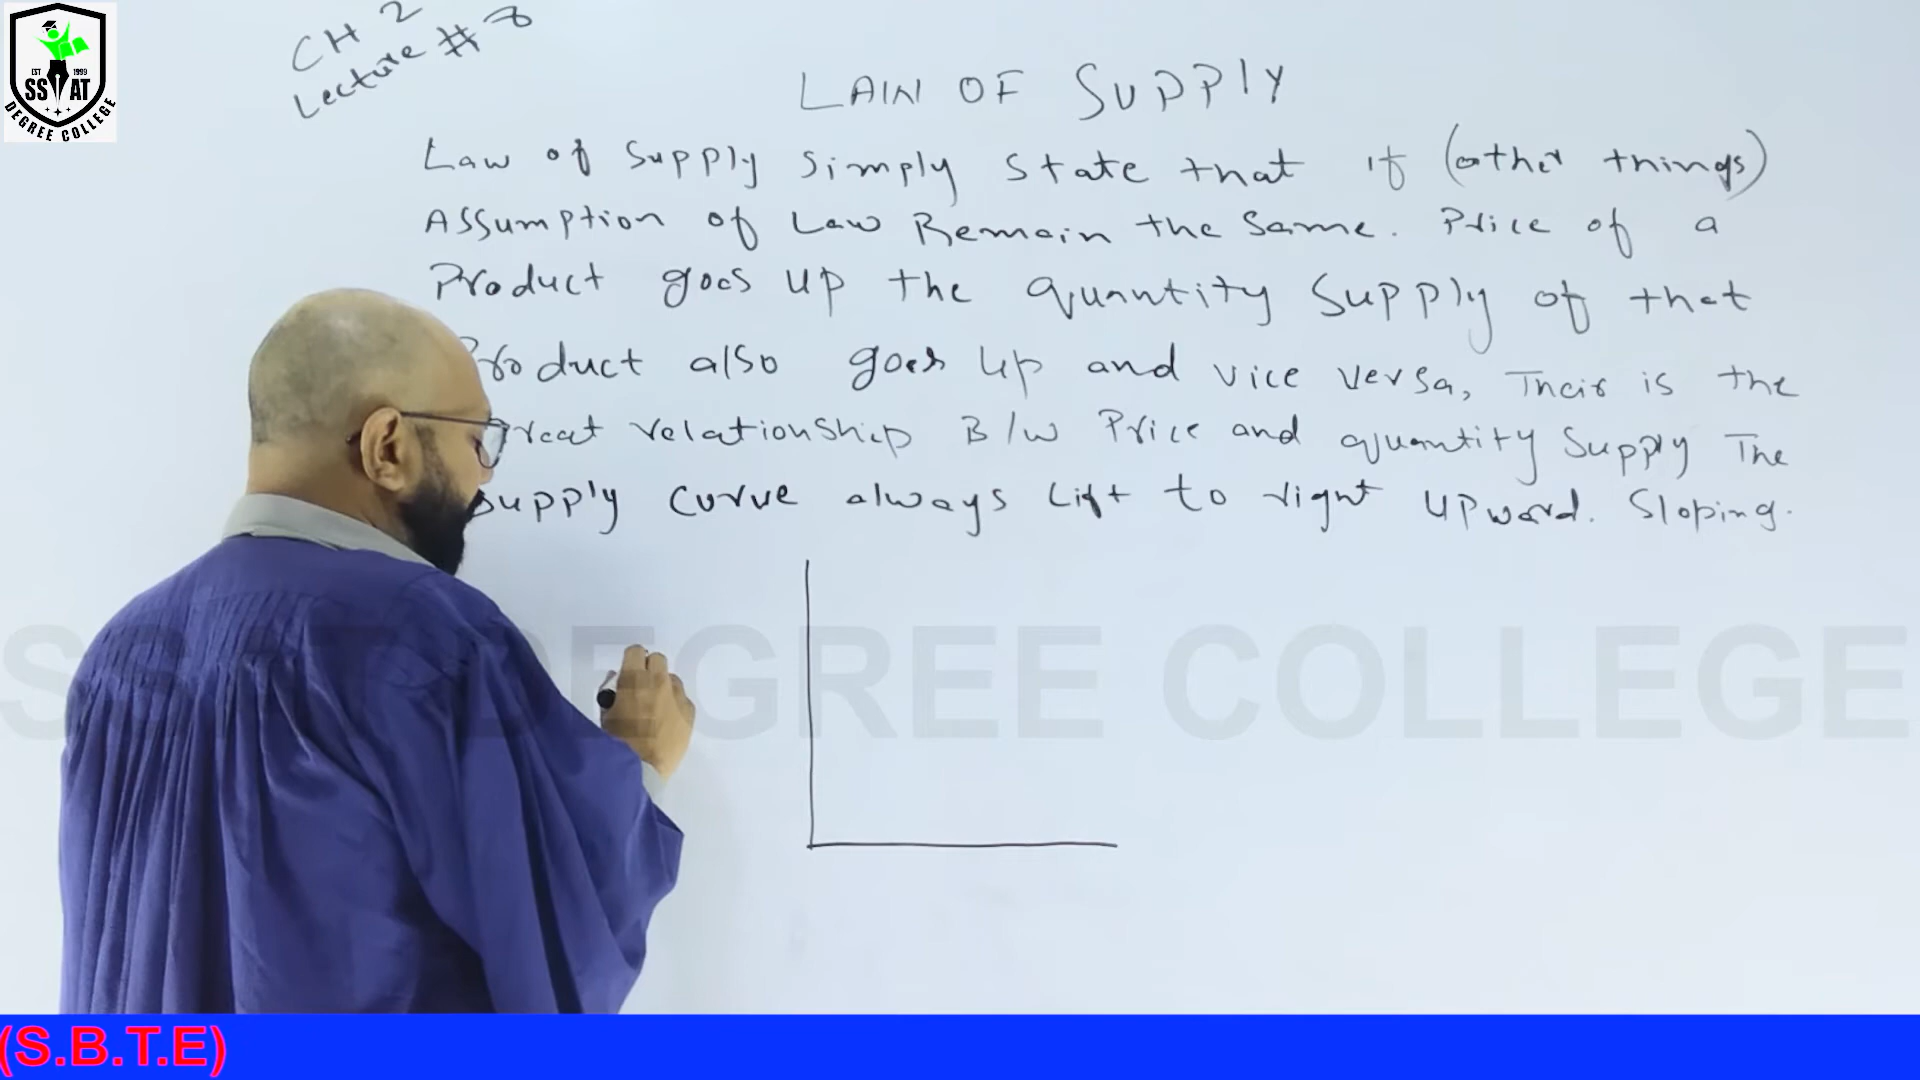 EST 1999
SSAT
DEGREE COLLEGE
CH 2
Lecture # 8
LAW OF SUPPLY
Law of Supply Simply State that if (other things)
Assumption of Law Remain the Same. Price of a
Product goes up the quantity Supply of that
Product also goes up and vice versa, Their is the
relationship B/w Price and quantity Supply The
Supply Curve always Lift to right upward. Sloping.
SSAT DEGREE COLLEGE
(S.B.T.E)